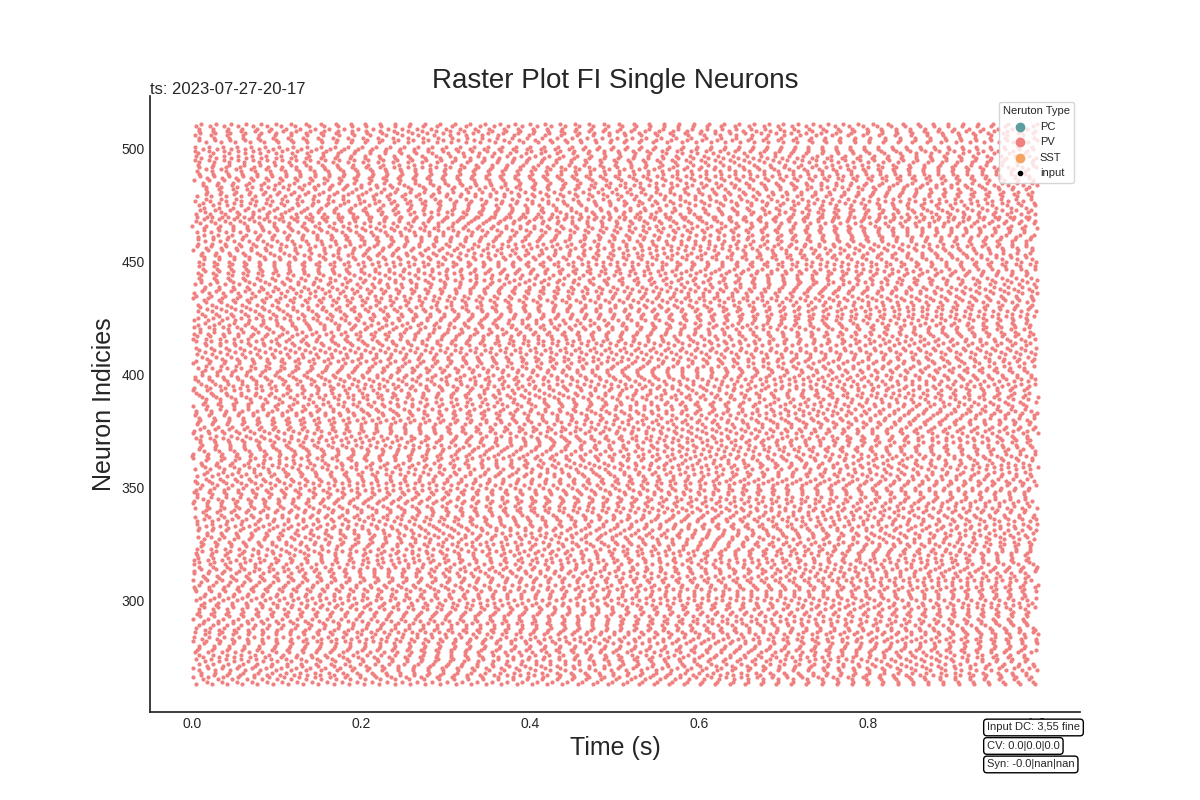 Raster Plot FI Single Neurons
ts: 2023-07-27-20-17
Neruton Type
PC
PV
SST
input
Neuron Indicies
500
450
400
350
300
0.0 0.2 0.4 0.6 0.8
Time (s)
Input DC: 3,55 fine
CV: 0.0|0.0|0.0
Syn: -0.0|nan|nan